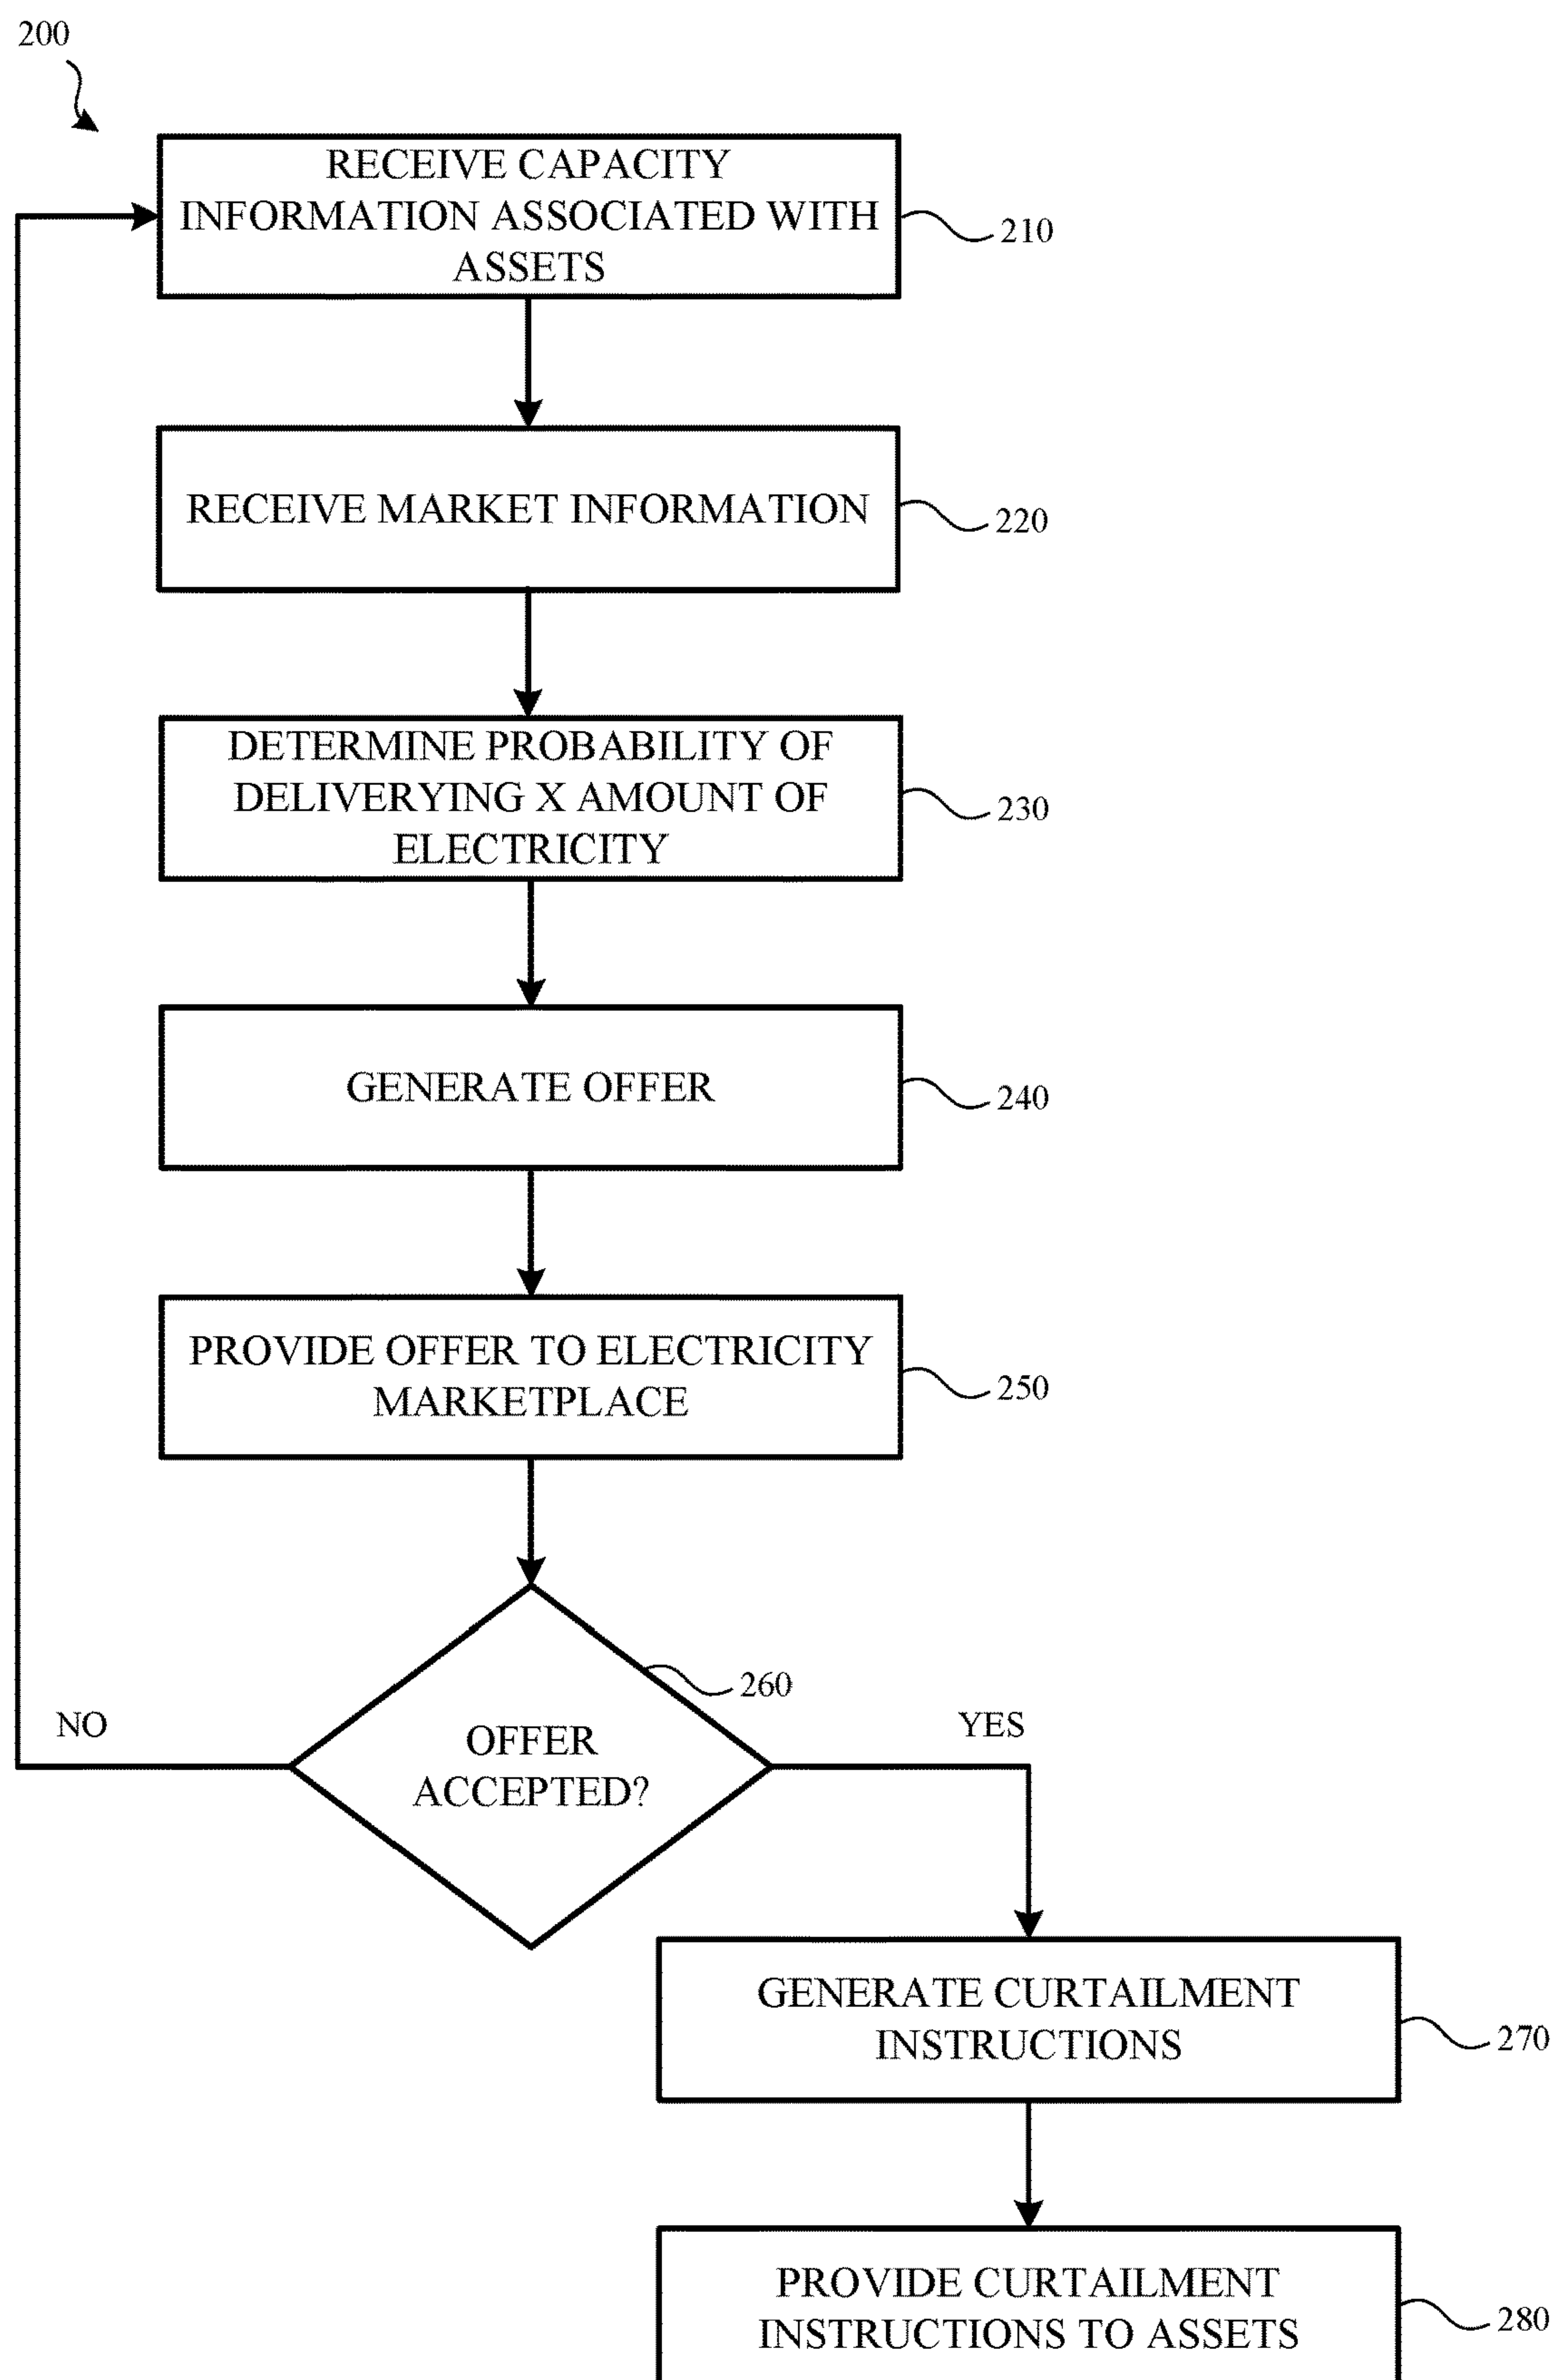 200
RECEIVE CAPACITY
INFORMATION ASSOCIATED WITH
ASSETS
210
RECEIVE MARKET INFORMATION
220
DETERMINE PROBABILITY OF
DELIVERYING X AMOUNT OF
ELECTRICITY
230
GENERATE OFFER
240
PROVIDE OFFER TO ELECTRICITY
MARKETPLACE
250
260
OFFER
ACCEPTED?
NO
YES
GENERATE CURTAILMENT
INSTRUCTIONS
270
PROVIDE CURTAILMENT
INSTRUCTIONS TO ASSETS
280